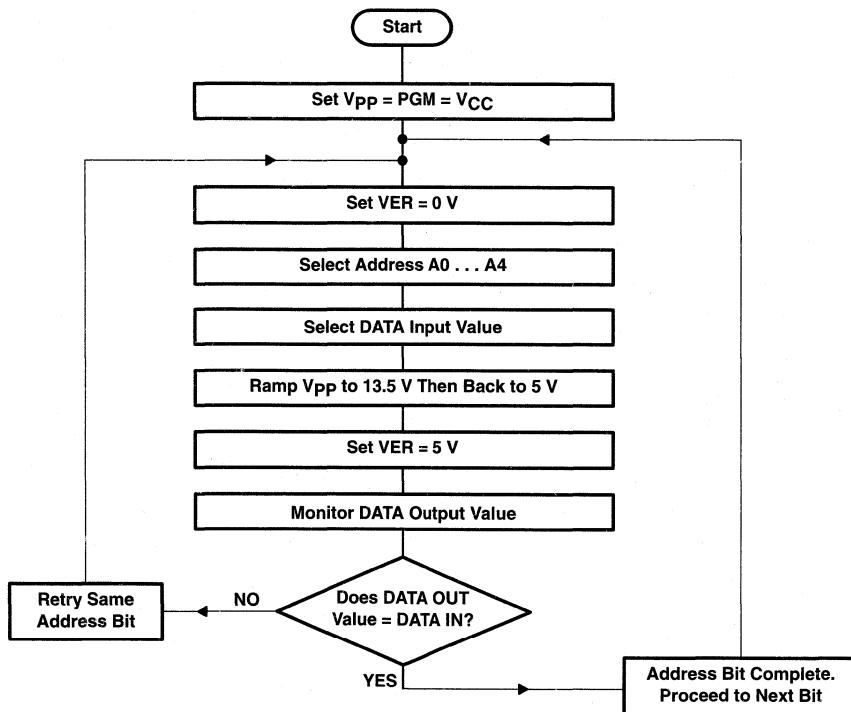 Start
Set VPP = PGM = VCC
Set VER = 0 V
Select Address A0 . . . A4
Select DATA Input Value
Ramp VPP to 13.5 V Then Back to 5 V
Set VER = 5 V
Monitor DATA Output Value
Does DATA OUT
Value = DATA IN?
NO
Retry Same
Address Bit
YES
Address Bit Complete.
Proceed to Next Bit